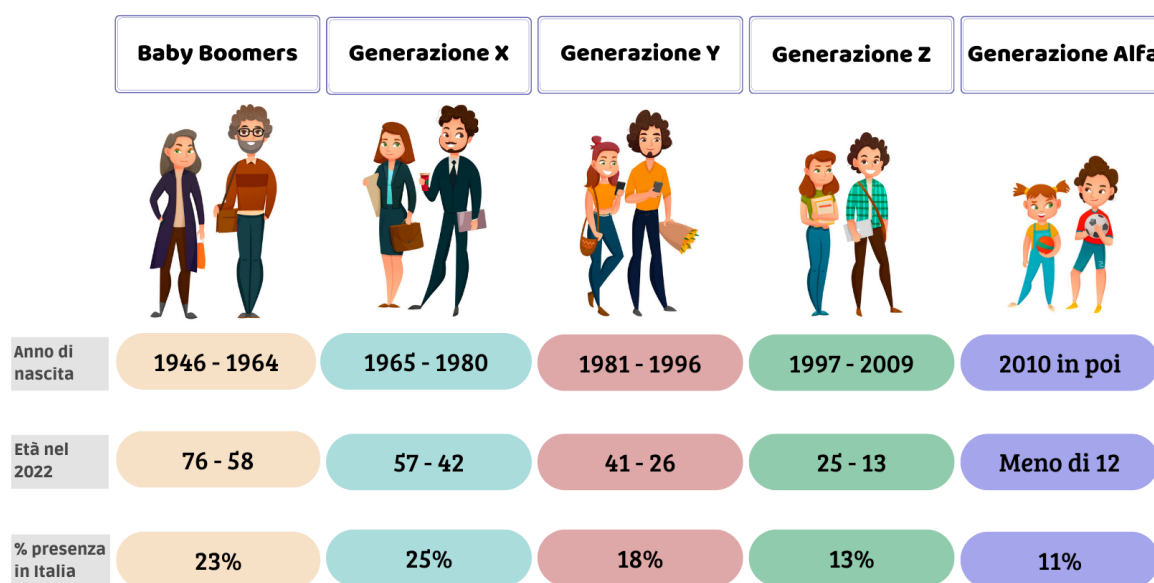 Baby Boomers
Generazione X
Generazione Y
Generazione Z
Generazione Alfa
Anno di
nascita
1946 - 1964
1965 - 1980
1981 - 1996
1997 - 2009
2010 in poi
Età nel
2022
76 - 58
57 - 42
41 - 26
25 - 13
Meno di 12
% presenza
in Italia
23%
25%
18%
13%
11%